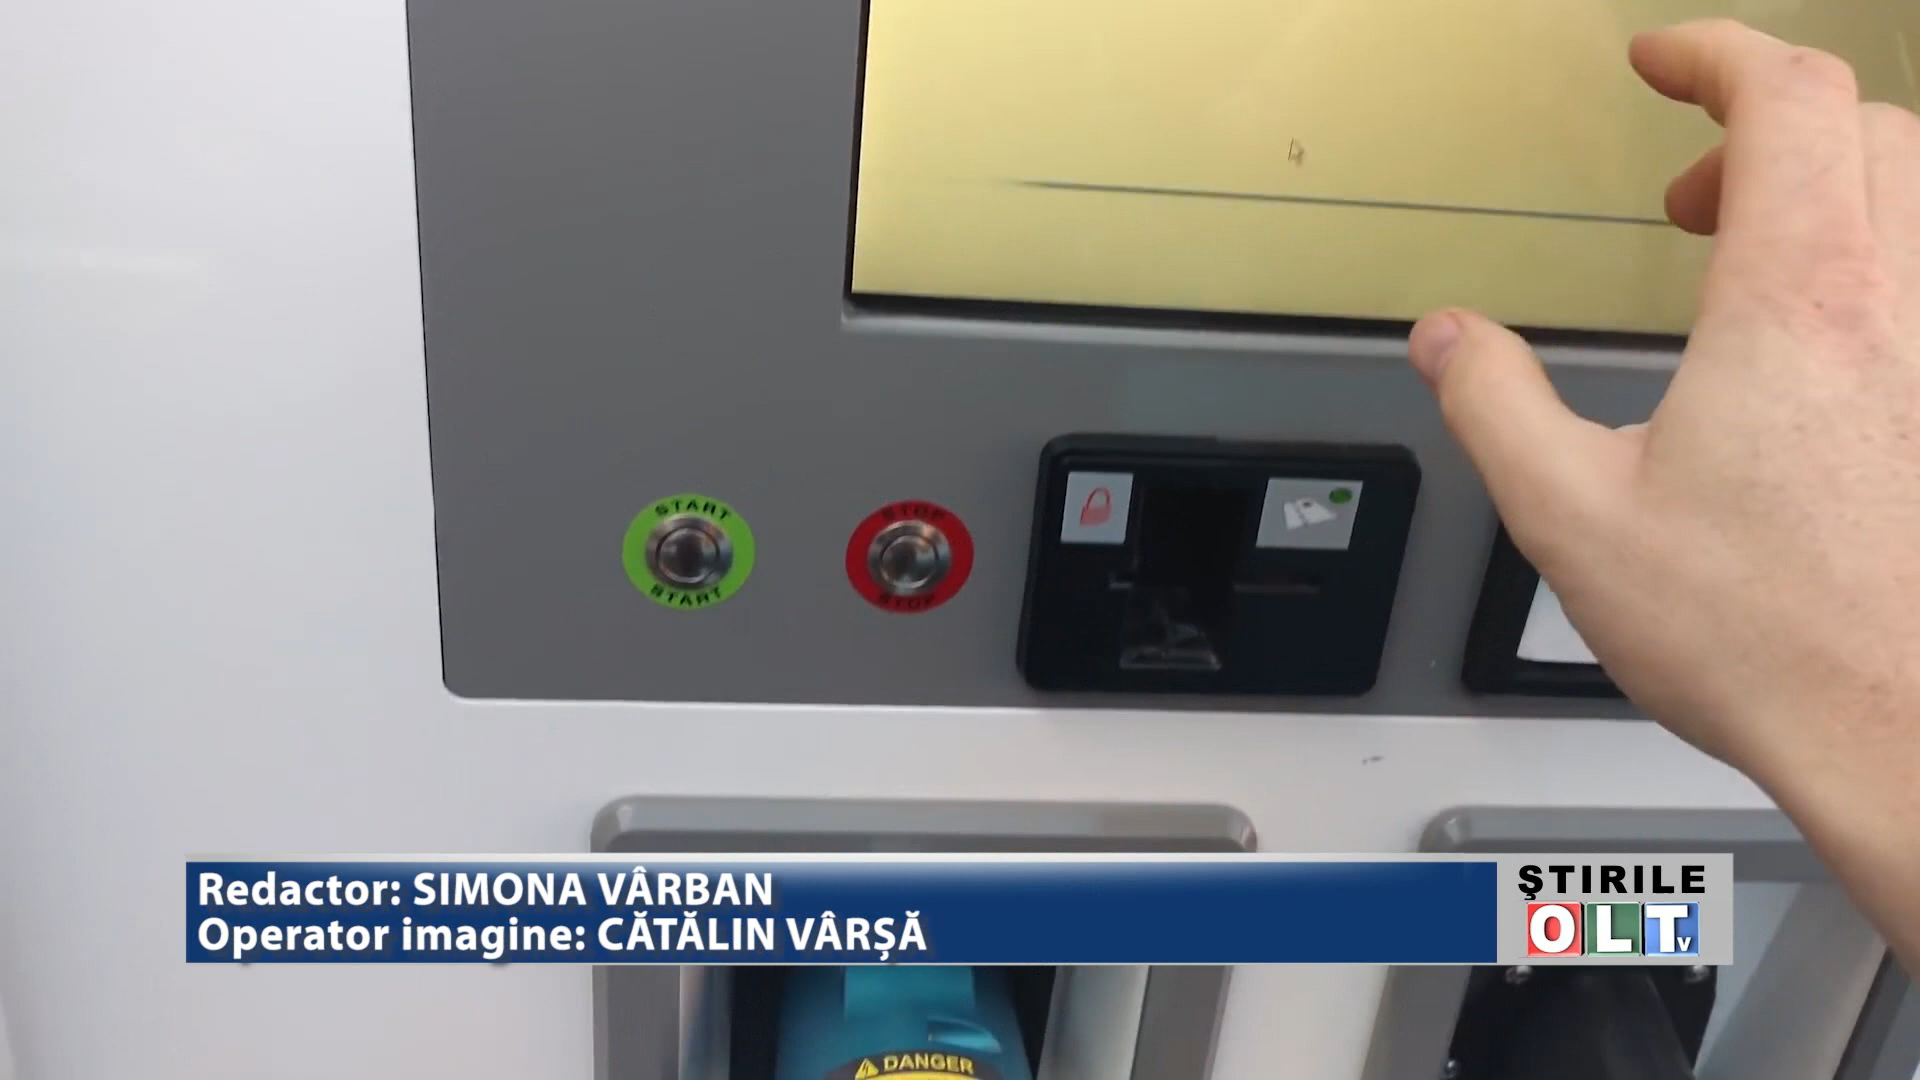 START
START
STOP
STOP
Redactor: SIMONA VÂRBAN
Operator imagine: CĂTĂLIN VÂRȘĂ
ŞTIRILE
OLTV
DANGER